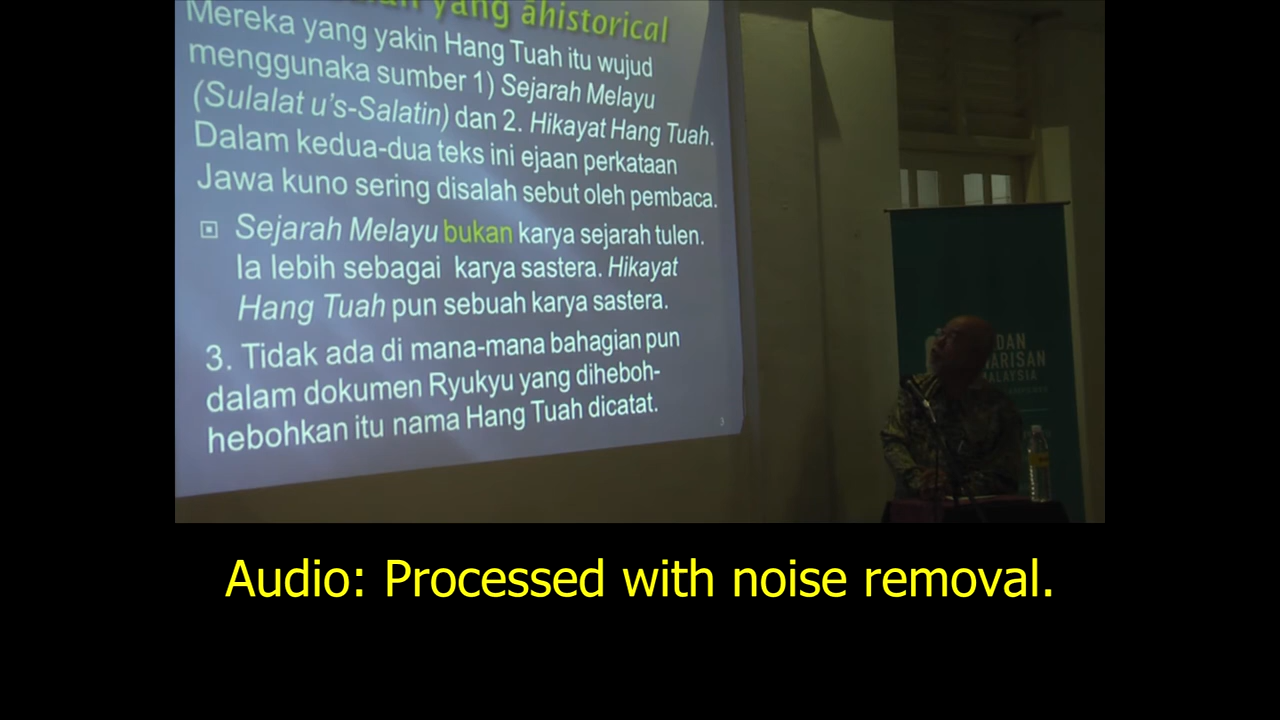 yang āhistorical
Mereka yang yakin Hang Tuah itu wujud
menggunaka sumber 1) Sejarah Melayu
(Sulalat u's-Salatin) dan 2. Hikayat Hang Tuah.
Dalam kedua-dua teks ini ejaan perkataan
Jawa kuno sering disalah sebut oleh pembaca.
Sejarah Melayu bukan karya sejarah tulen.
Ia lebih sebagai karya sastera. Hikayat
Hang Tuah pun sebuah karya sastera.
3. Tidak ada di mana-mana bahagian pun
dalam dokumen Ryukyu yang diheboh-
hebohkan itu nama Hang Tuah dicatat.
3
Audio: Processed with noise removal.